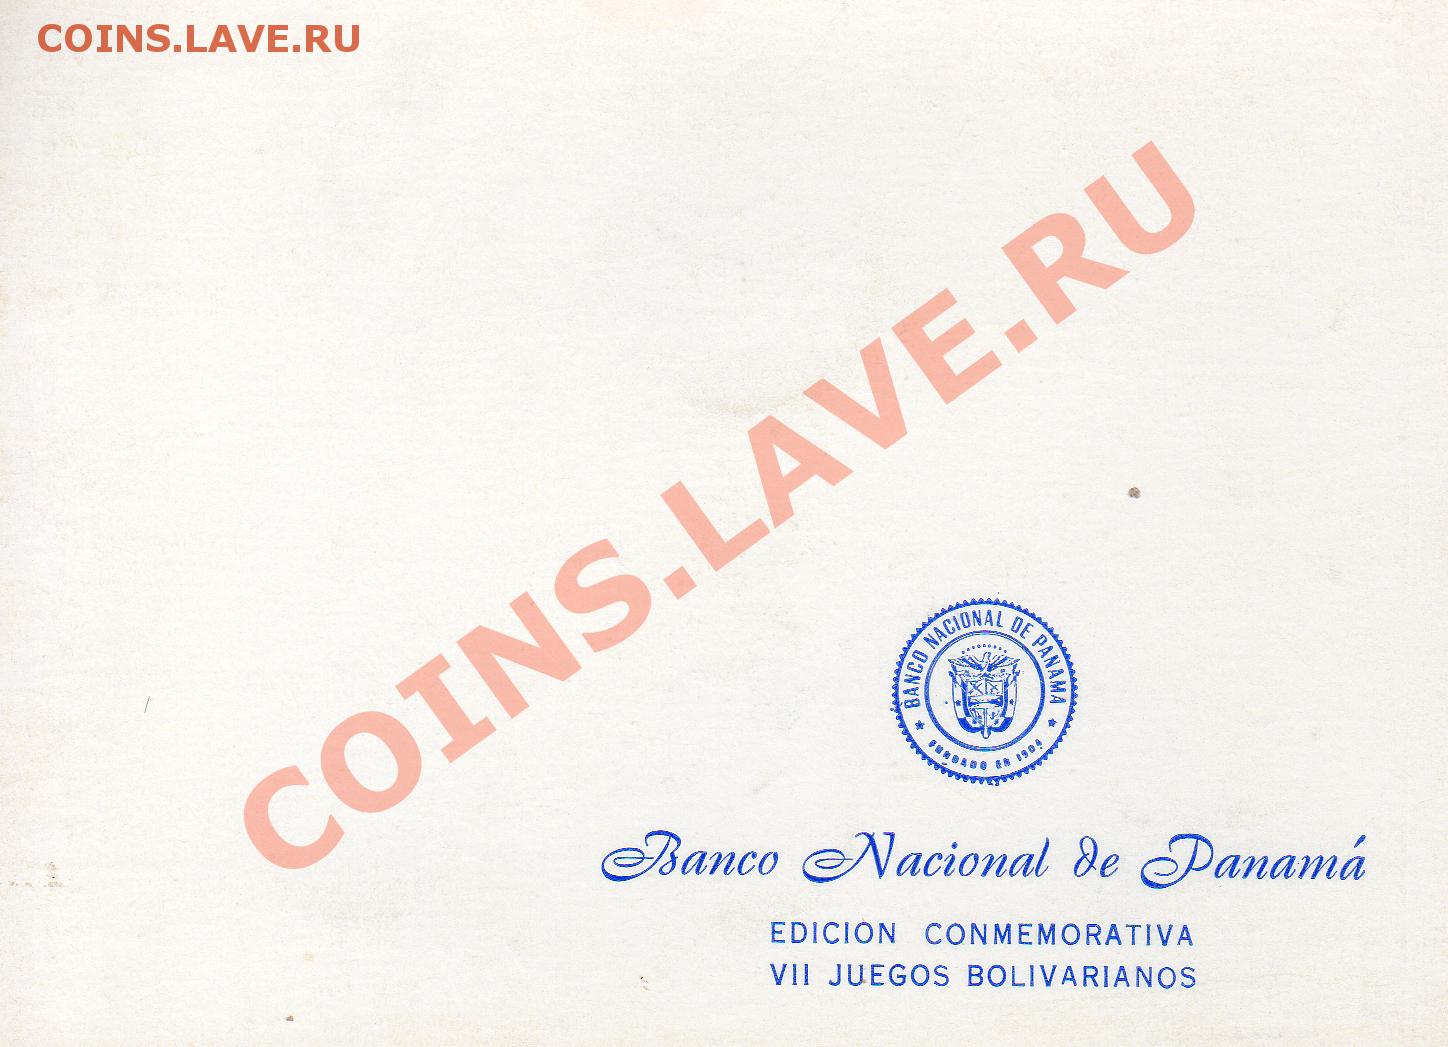 COINS.LAVE.RU
COINS.LAVE.RU
BANCO NACIONAL DE PANAMA
★ FUNDADO EN 1904 ★
Banco Nacional de Panamá
EDICION CONMEMORATIVA
VII JUEGOS BOLIVARIANOS